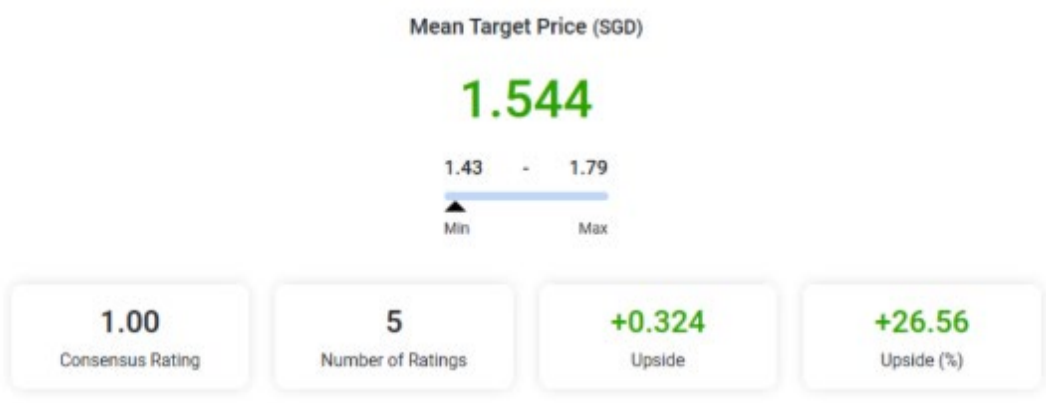 Mean Target Price (SGD)
1.544
1.43 - 1.79
Min Max
1.00 5 +0.324 +26.56
Consensus Rating Number of Ratings Upside Upside (%)